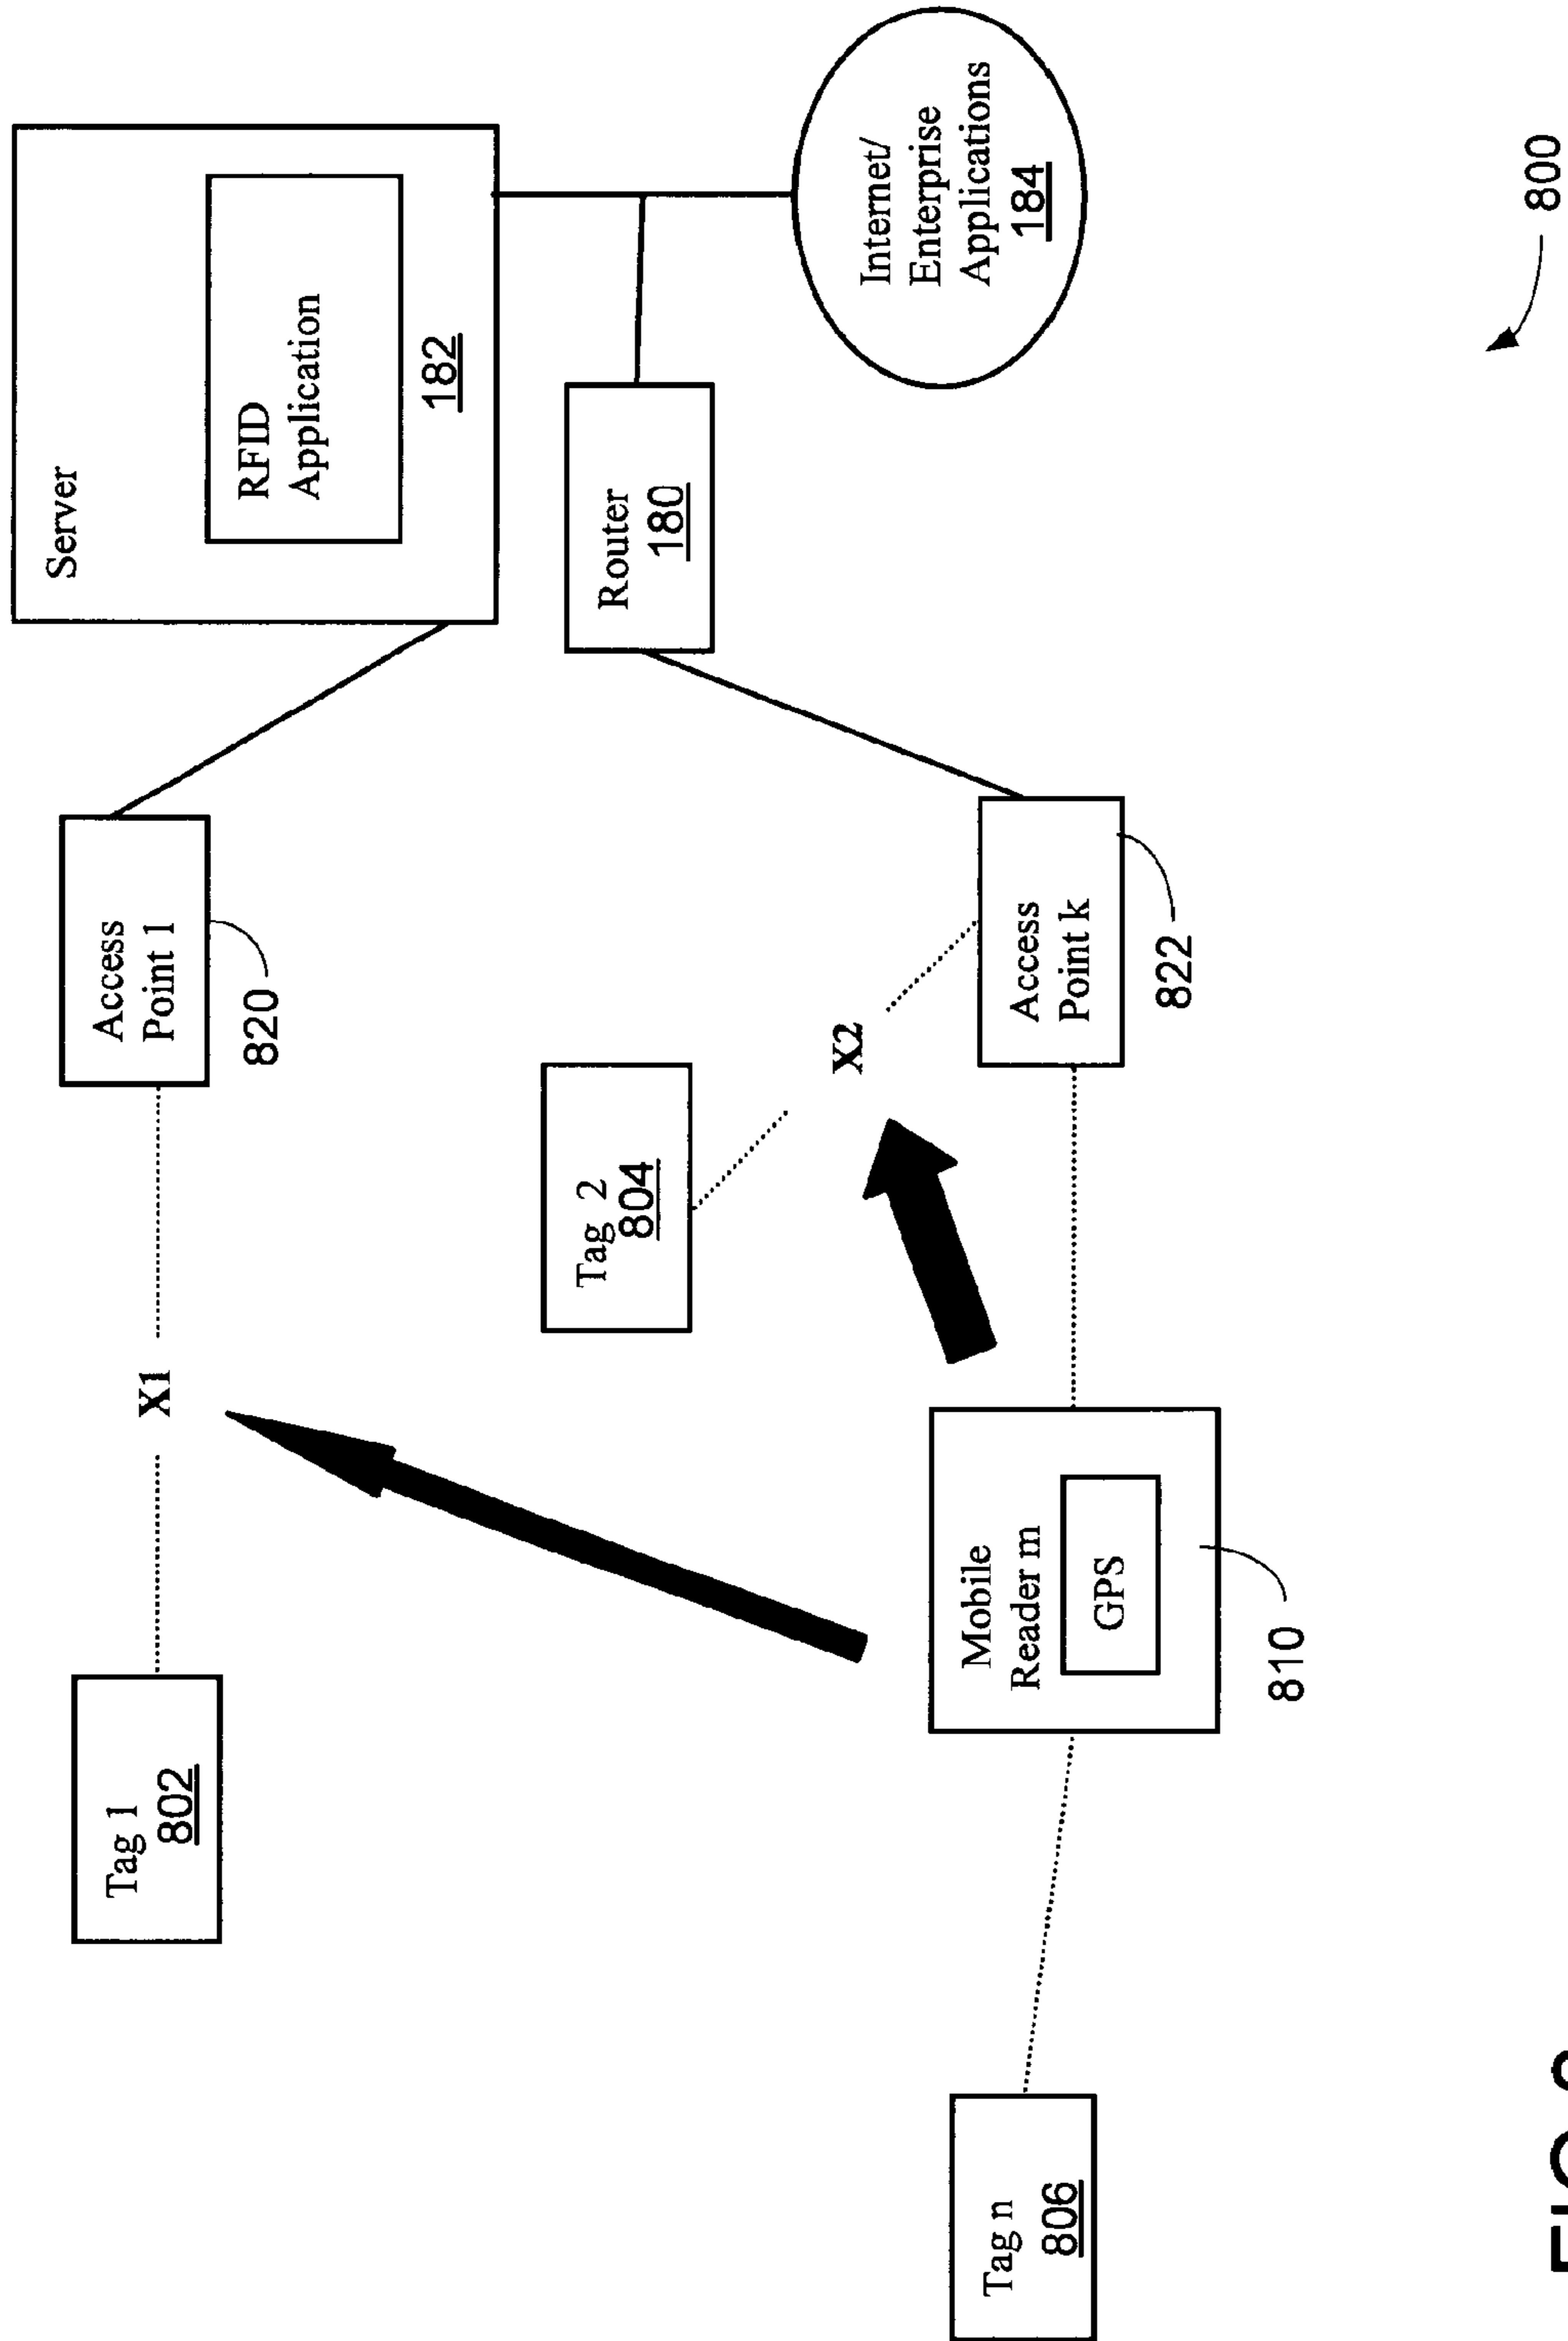 Server
RFID
Application
182
Access
Point 1
820
Tag 1
802
X1
Router
180
Tag 2
804
X2
Internet/
Enterprise
Applications
184
Access
Point k
822
Mobile
Reader m
GPS
810
Tag n
806
800